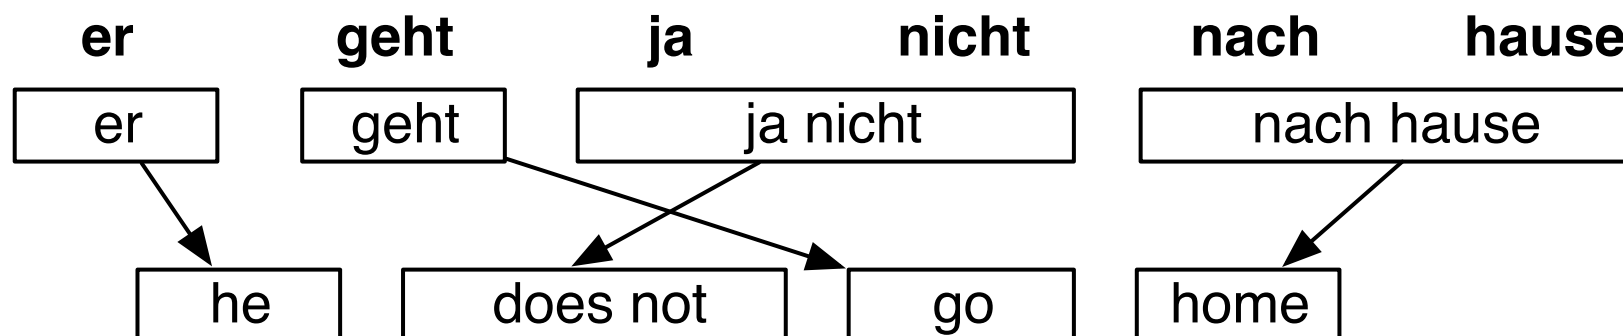 er geht ja nicht nach hause
er geht ja nicht nach hause
he does not go home